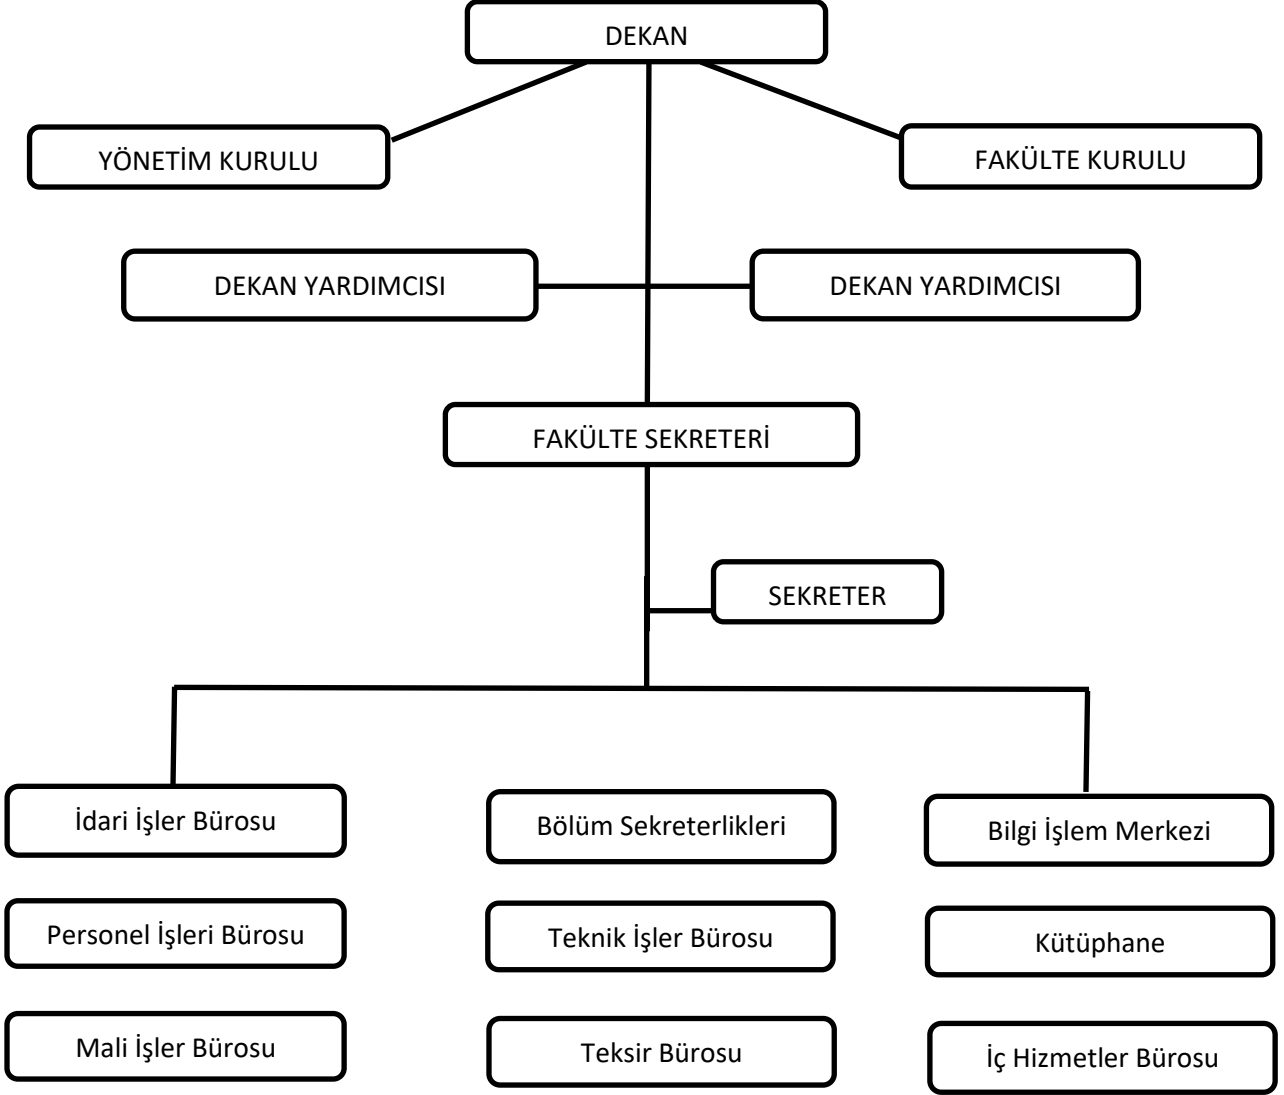 DEKAN
YÖNETİM KURULU
FAKÜLTE KURULU
DEKAN YARDIMCISI
DEKAN YARDIMCISI
FAKÜLTE SEKRETERİ
SEKRETER
İdari İşler Bürosu
Bölüm Sekreterlikleri
Bilgi İşlem Merkezi
Personel İşleri Bürosu
Teknik İşler Bürosu
Kütüphane
Mali İşler Bürosu
Teksir Bürosu
İç Hizmetler Bürosu